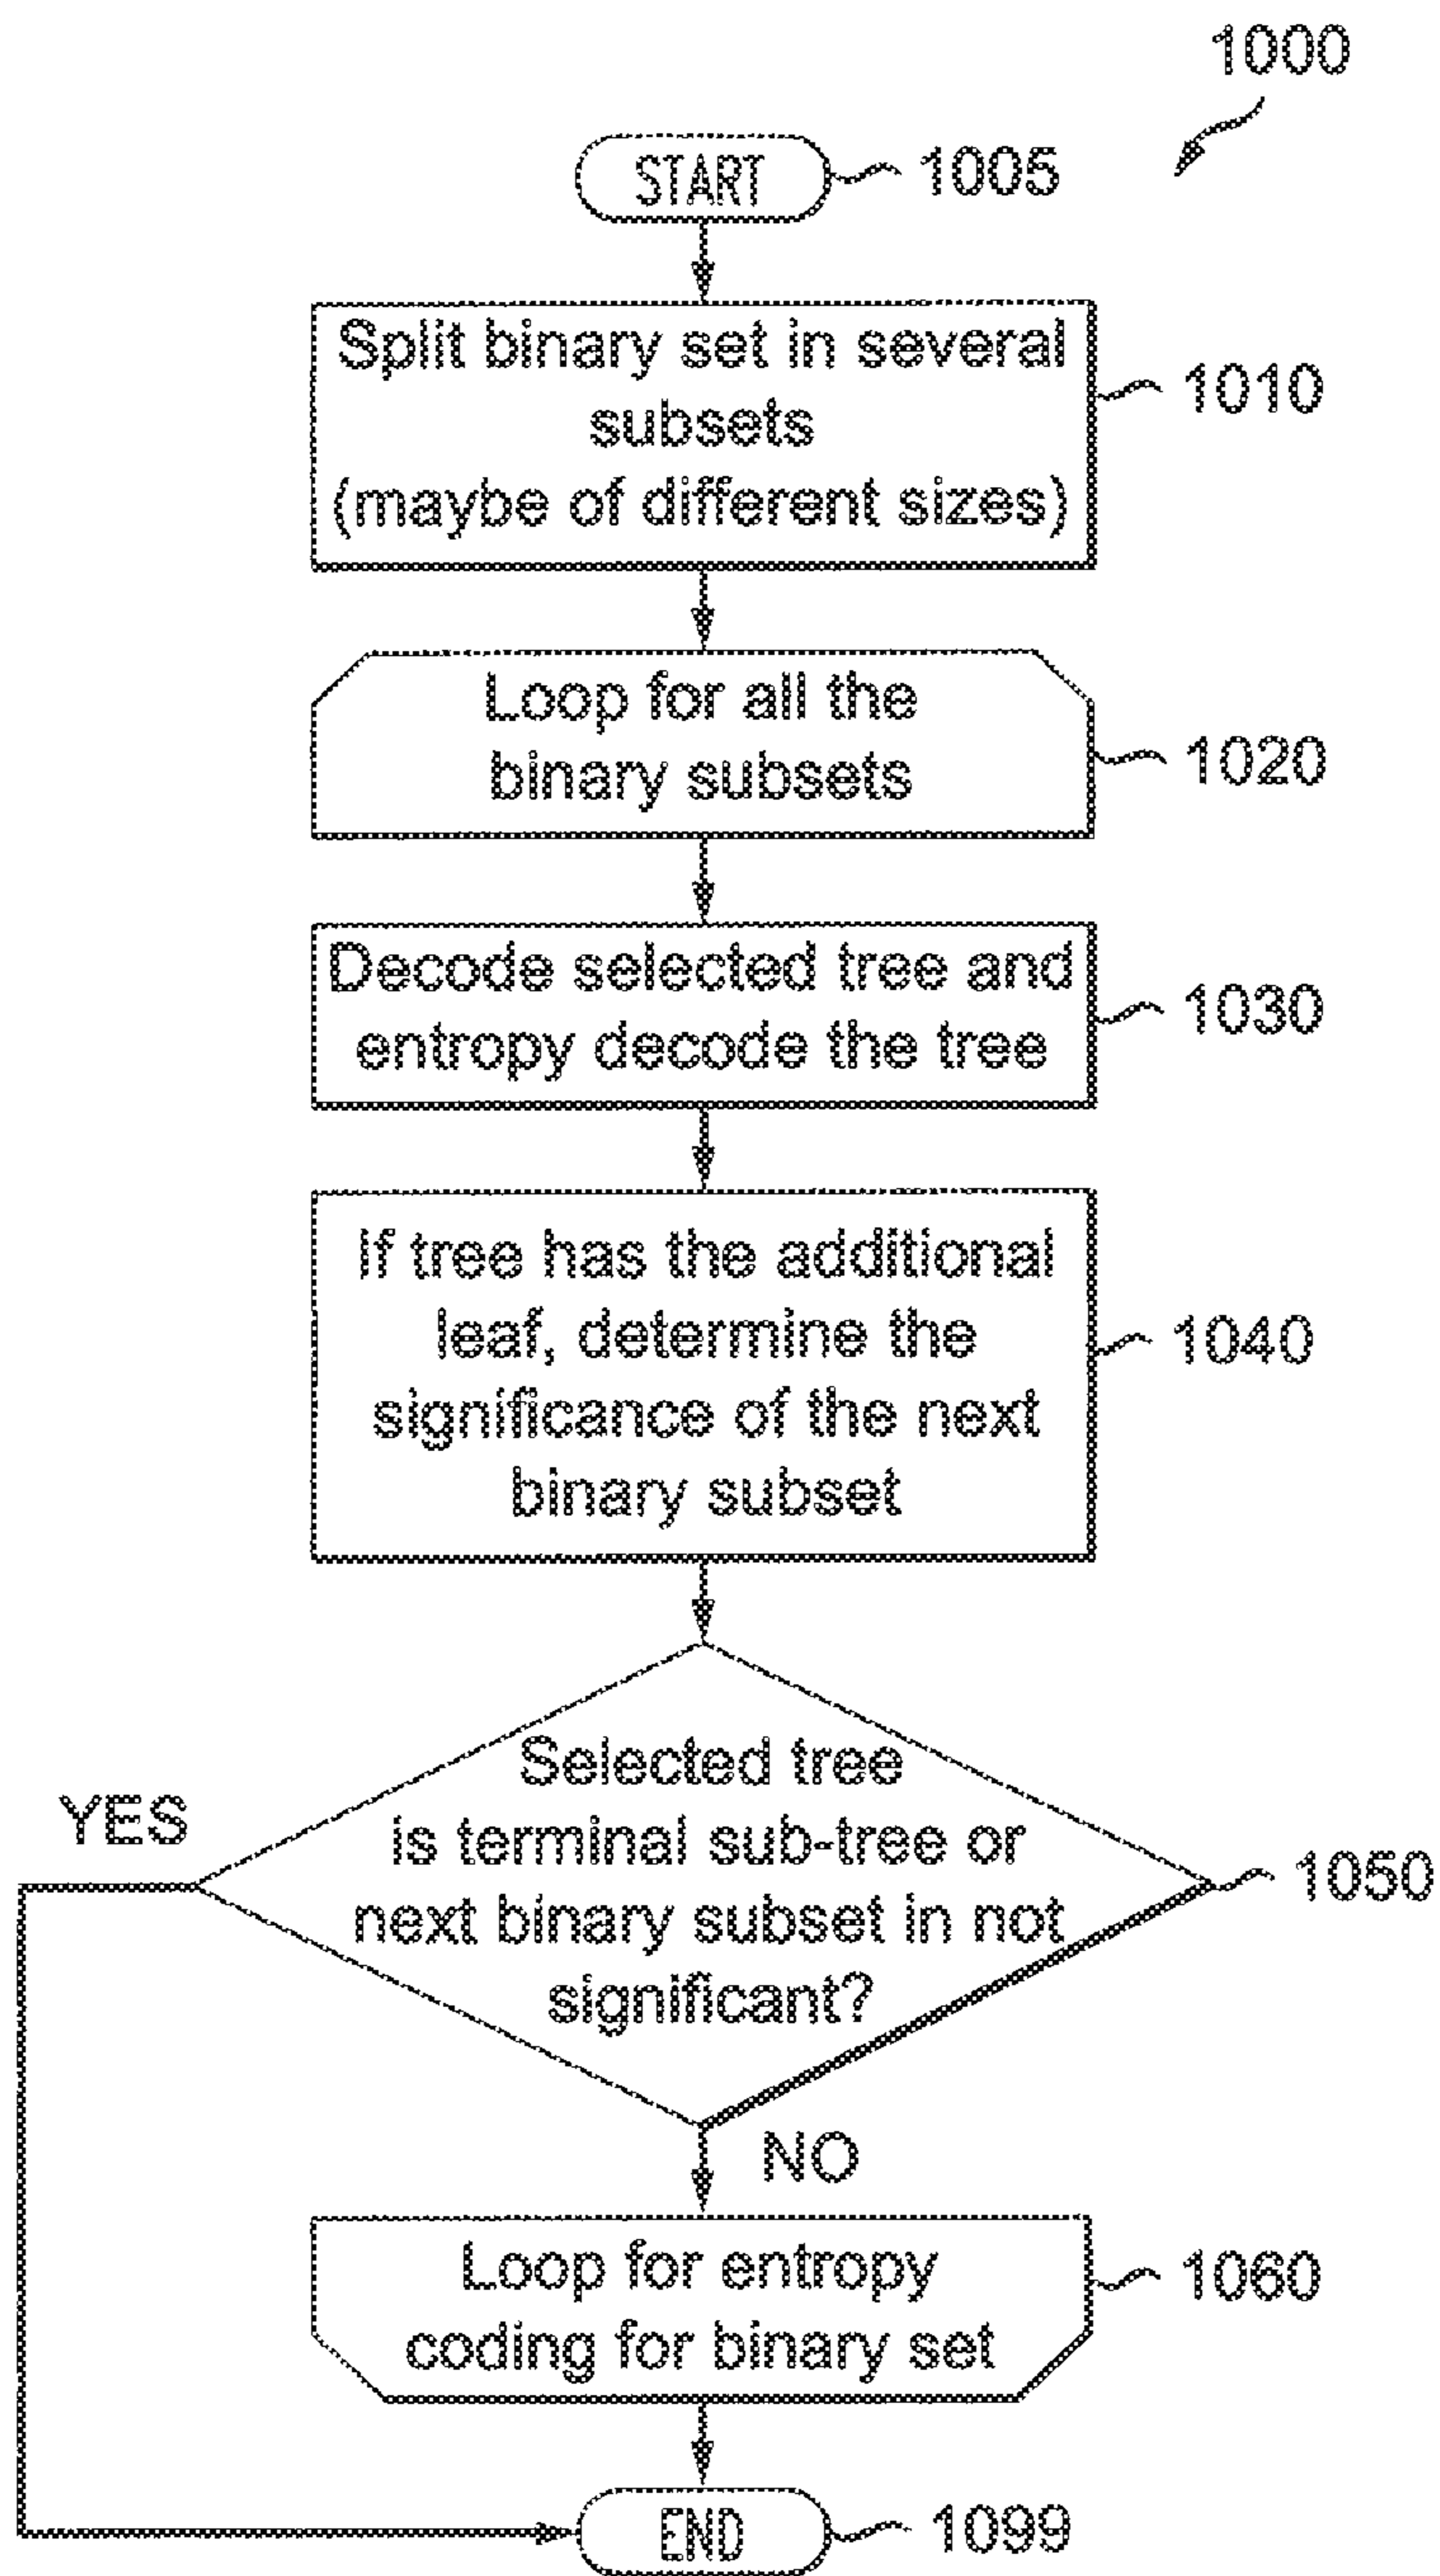 1000
START
1005
Split binary set in several
subsets
(maybe of different sizes)
1010
Loop for all the
binary subsets
1020
Decode selected tree and
entropy decode the tree
1030
If tree has the additional
leaf, determine the
significance of the next
binary subset
1040
Selected tree
is terminal sub-tree or
next binary subset in not
significant?
YES
1050
NO
Loop for entropy
coding for binary set
1060
END
1099